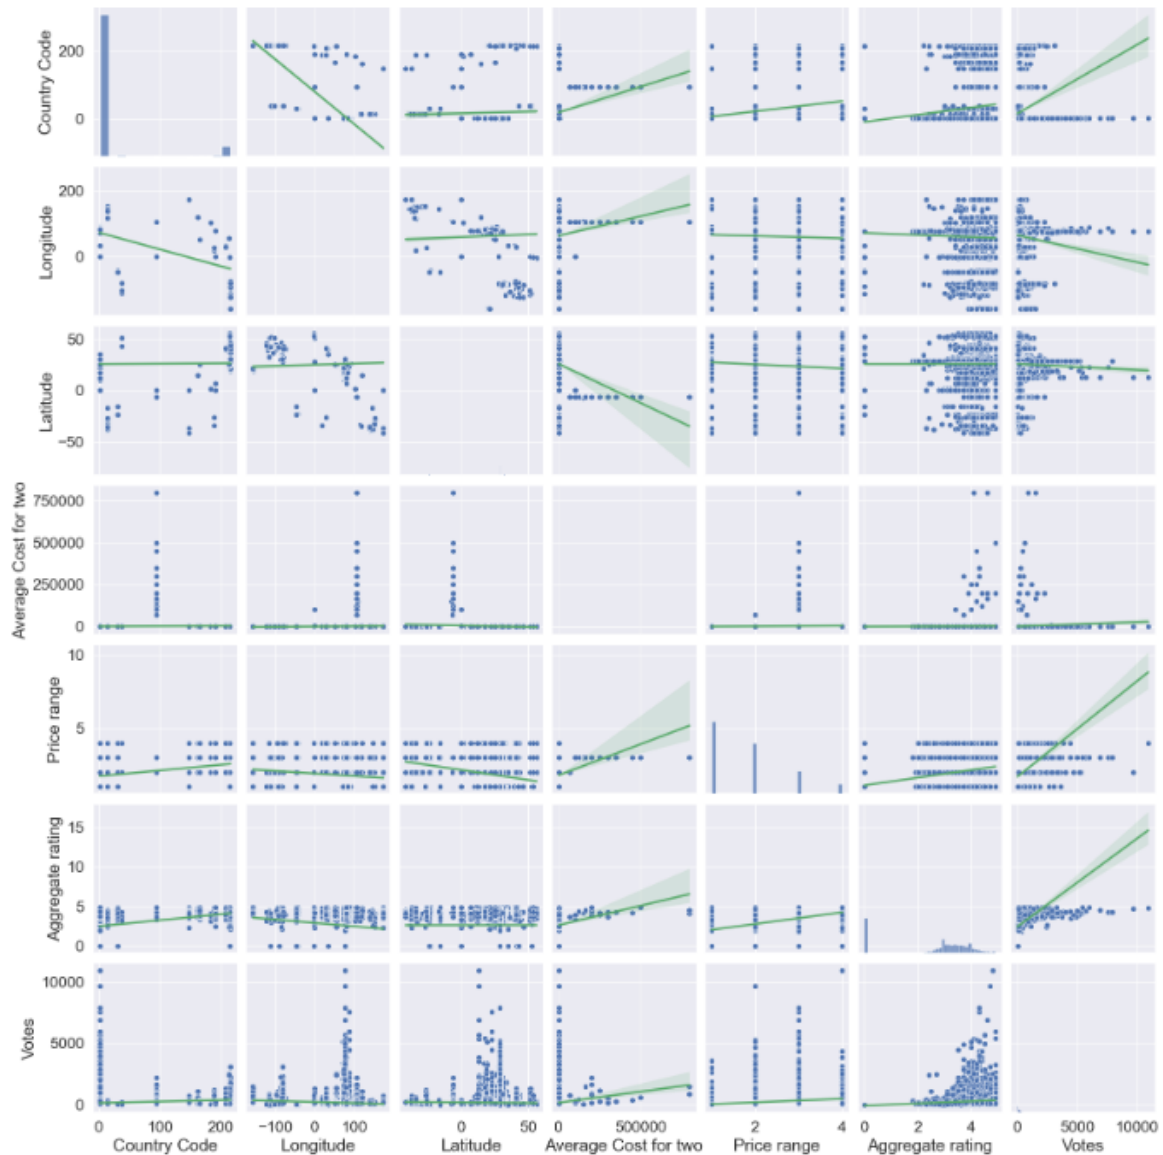 Country Code
200
0
Longitude
200
0
Latitude
50
0
−50
Average Cost for two
750000
500000
250000
0
Price range
10
5
Aggregate rating
15
10
5
0
Votes
10000
5000
0
0 100 200 −100 0 100 0 50 0 500000 2 4 0 2 4 0 5000 10000
Country Code Longitude Latitude Average Cost for two Price range Aggregate rating Votes